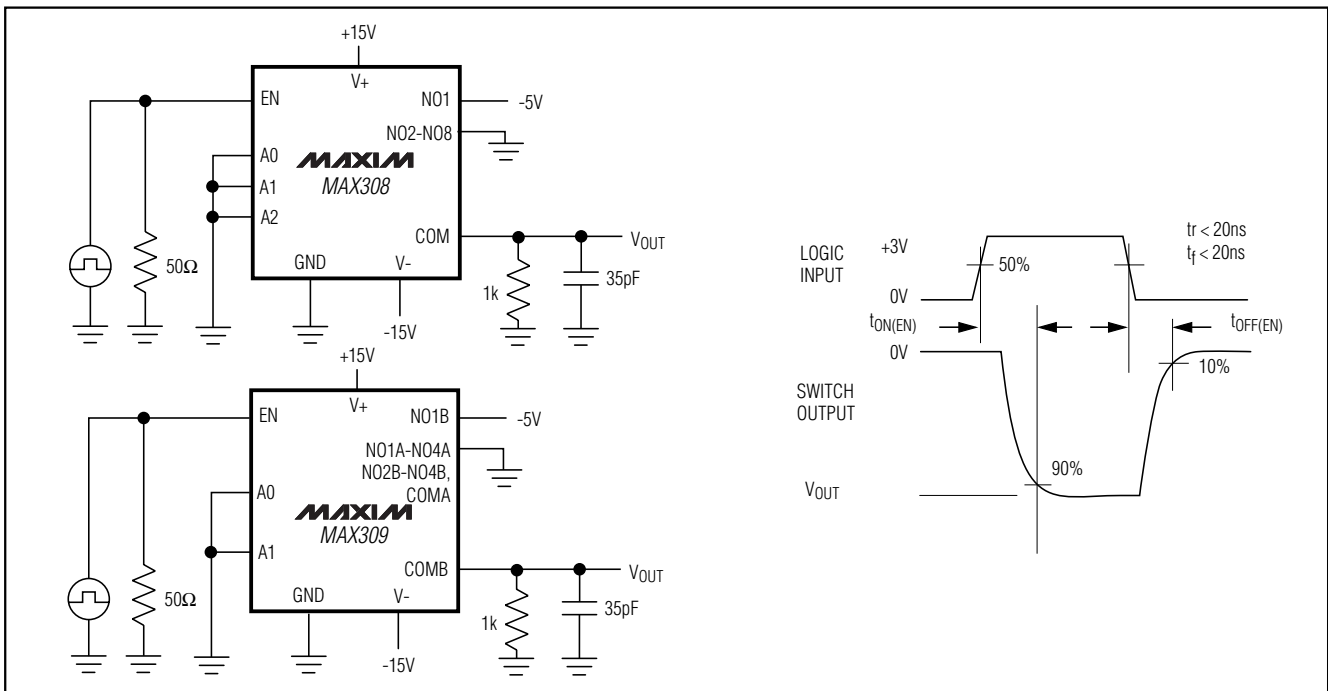 +15V
V+
EN
NO1
-5V
NO2-NO8
A0
MAXIM
MAX308
A1
A2
COM
VOUT
GND
V-
50Ω
1k
35pF
-15V
+15V
V+
EN
NO1B
-5V
NO1A-NO4A
NO2B-NO4B,
COMA
A0
MAXIM
MAX309
A1
COMB
VOUT
GND
V-
50Ω
1k
35pF
-15V
LOGIC
INPUT
+3V
50%
tr < 20ns
tf < 20ns
0V
tON(EN)
tOFF(EN)
0V
10%
SWITCH
OUTPUT
90%
VOUT